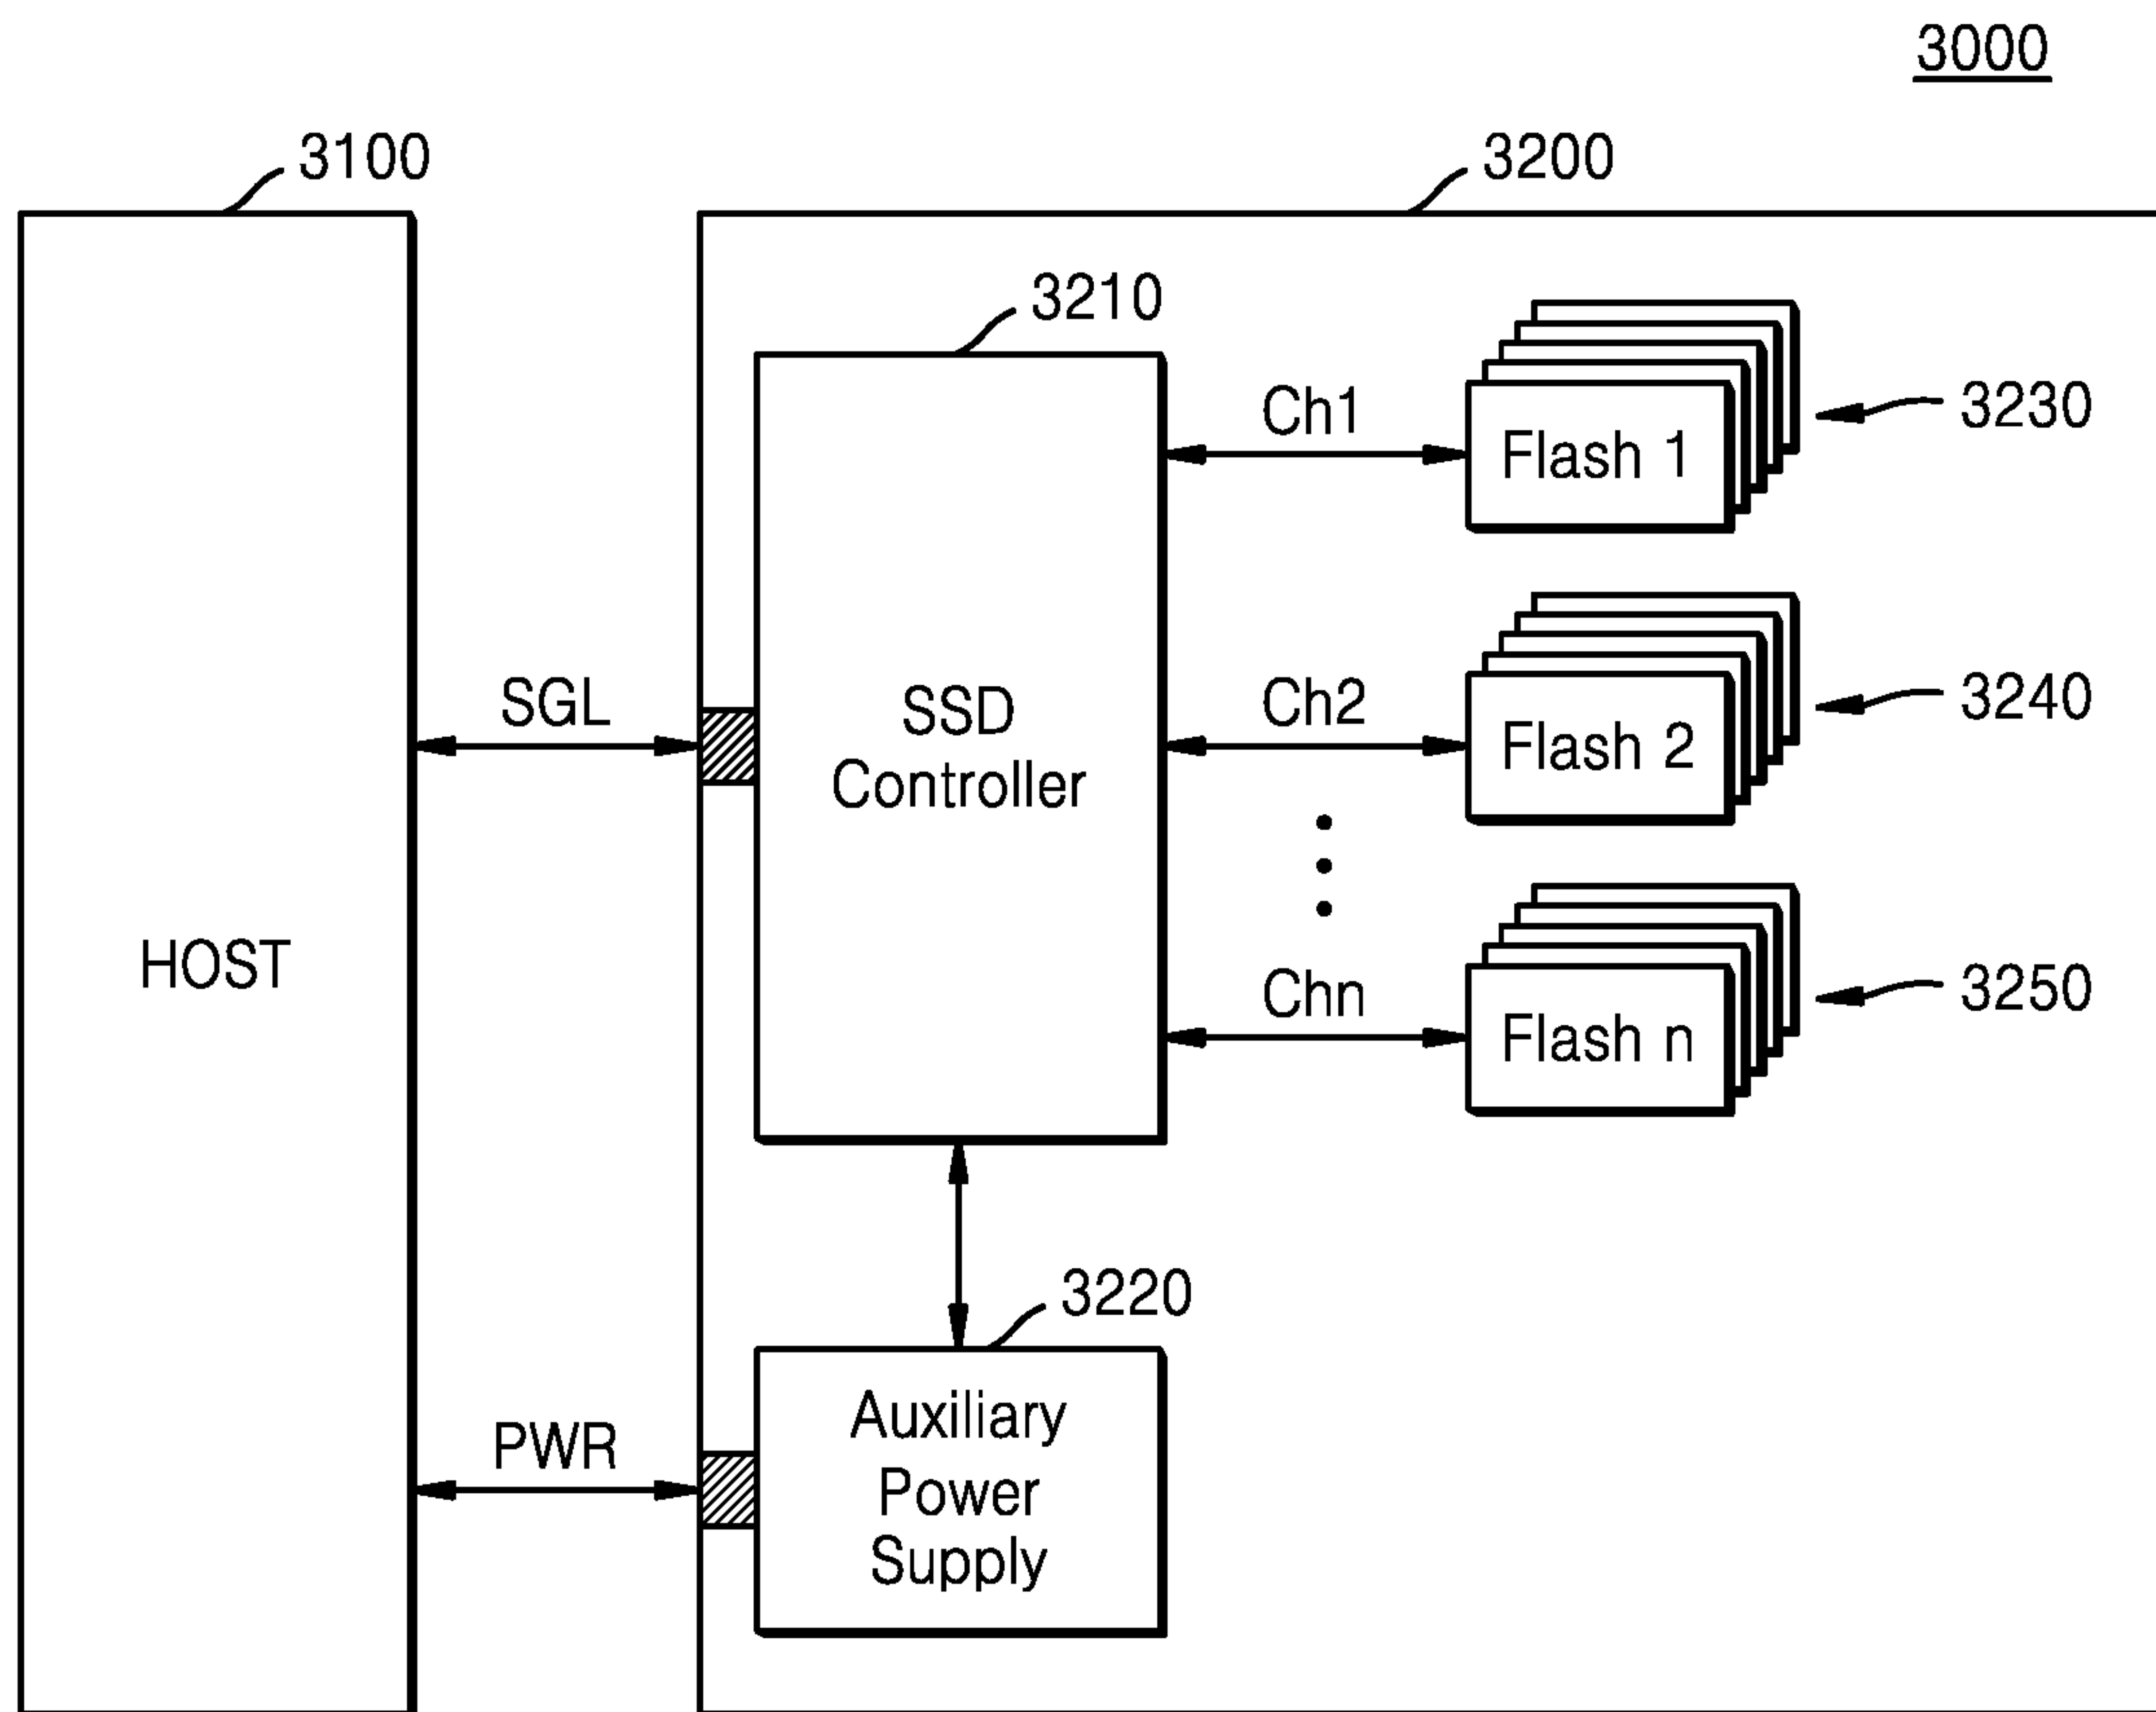 3000
3100
3200
3210
Ch1
Flash 1
3230
SGL
SSD
Controller
Ch2
Flash 2
3240
HOST
Chn
Flash n
3250
3220
PWR
Auxiliary
Power
Supply